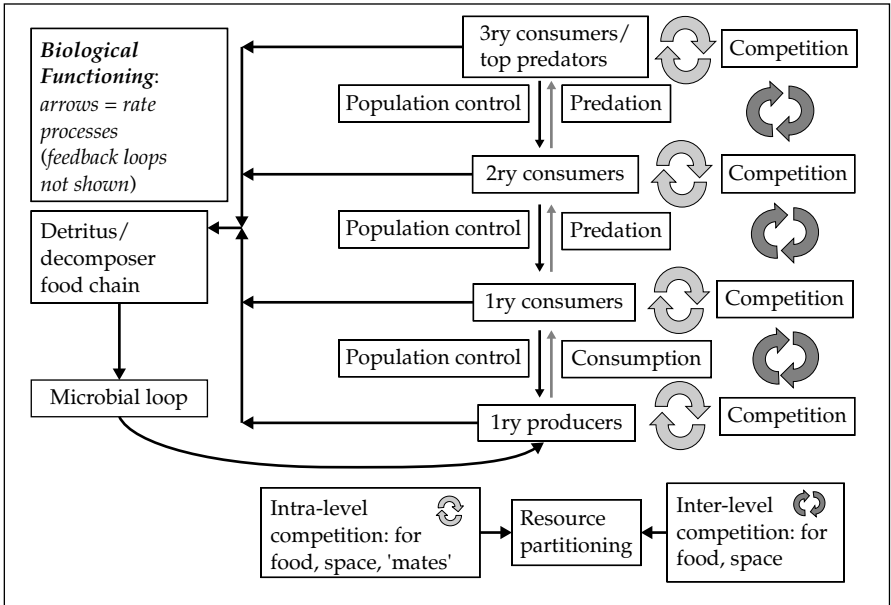 Biological
Functioning:
arrows = rate
processes
(feedback loops
not shown)
3ry consumers/
top predators
Competition
Population control
Predation
2ry consumers
Competition
Detritus/
decomposer
food chain
Population control
Predation
1ry consumers
Competition
Population control
Consumption
Microbial loop
1ry producers
Competition
Intra-level
competition: for
food, space, 'mates'
Resource
partitioning
Inter-level
competition: for
food, space